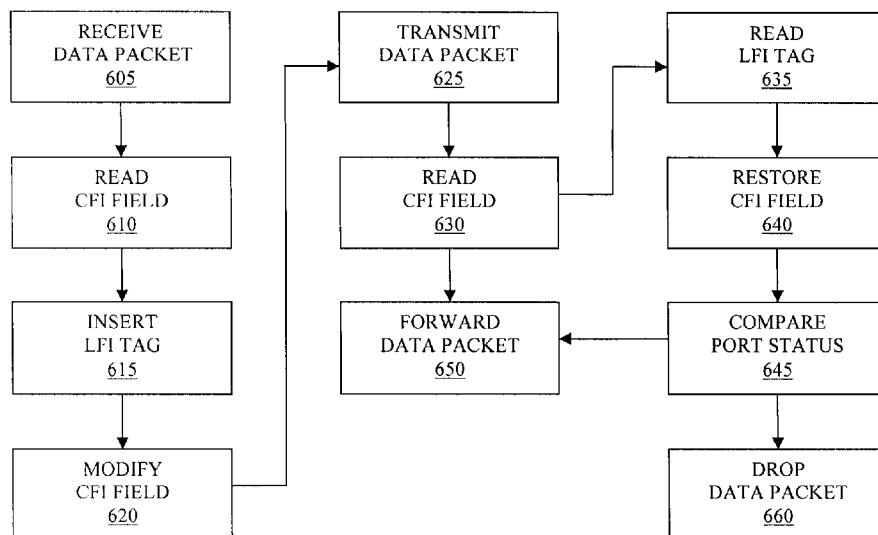 RECEIVE
DATA PACKET
605
READ
CFI FIELD
610
INSERT
LFI TAG
615
MODIFY
CFI FIELD
620
TRANSMIT
DATA PACKET
625
READ
CFI FIELD
630
FORWARD
DATA PACKET
650
READ
LFI TAG
635
RESTORE
CFI FIELD
640
COMPARE
PORT STATUS
645
DROP
DATA PACKET
660